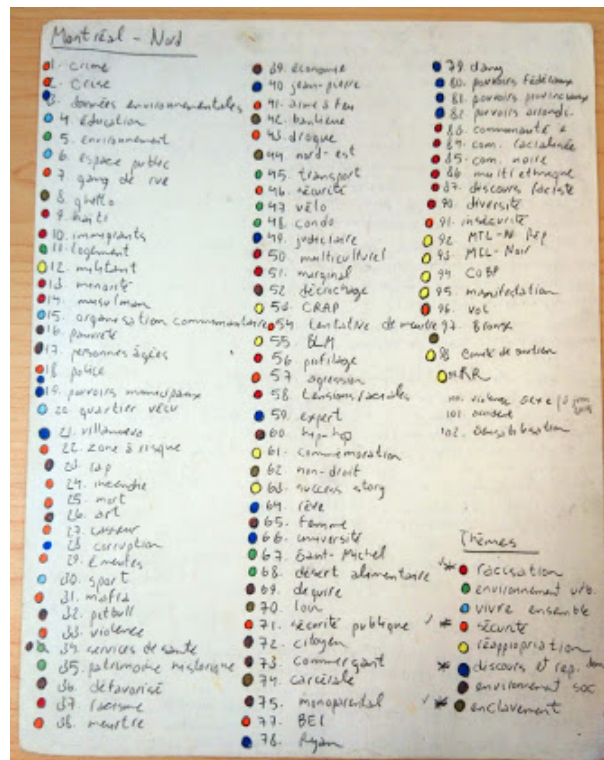 Montréal - Nord
1. crime
2. Crise
3. données environnementales
4. éducation
5. environnement
6. espace public
7. gang de rue
8. ghetto
9. haïti
10. immigrants
11. logement
12. militant
13. minorité
14. musulman
15. organisation communautaire
16. pauvreté
17. personnes âgées
18. police
19. pouvoirs municipaux
20. quartier vécu
21. villanueva
22. zone à risque
23. rap
24. incendie
25. mort
26. art
27. casseur
28. corruption
29. Émeutes
30. sport
31. mafia
32. pitbull
33. violence
34. services de santé
35. patrimoine historique
36. défavorisé
37. racisme
38. meurtre
39. économie
40. jean-pierre
41. arme à feu
42. banlieue
43. drogue
44. nord-est
45. transport
46. sécurité
47. vélo
48. condo
49. judiciaire
50. multiculturel
51. marginal
52. décrochage
53. CRAP
54. tentative de meurtre
55. BLM
56. profilage
57. agression
58. tensions raciales
59. expert
60. hip-hop
61. commémoration
62. non-droit
63. success story
64. rêve
65. femme
66. université
67. Saint-Michel
68. désert alimentaire
69. deguire
70. loin
71. sécurité publique
72. citoyen
73. commerçant
74. carcérale
75. monoparental
77. BEI
78. Ryan
79. dany
80. pouvoirs fédéraux
81. pouvoirs provinciaux
82. pouvoirs arrondi.
83. communauté
84. com. racialisée
85. com. noire
86. multiethnique
87. discours raciste
90. diversité
91. insécurité
92. MTL-N Rép
93. MTL-Noir
94. COBP
95. manifestation
96. vol
97. Bronx
98. Comité de soutien
RR
100. violence
101. accident
102. sensibilisation
Thèmes
racisation
environnement urb.
vivre ensemble
sécurité
réappropriation
discours et rep. dom
environnement soc
enclavement